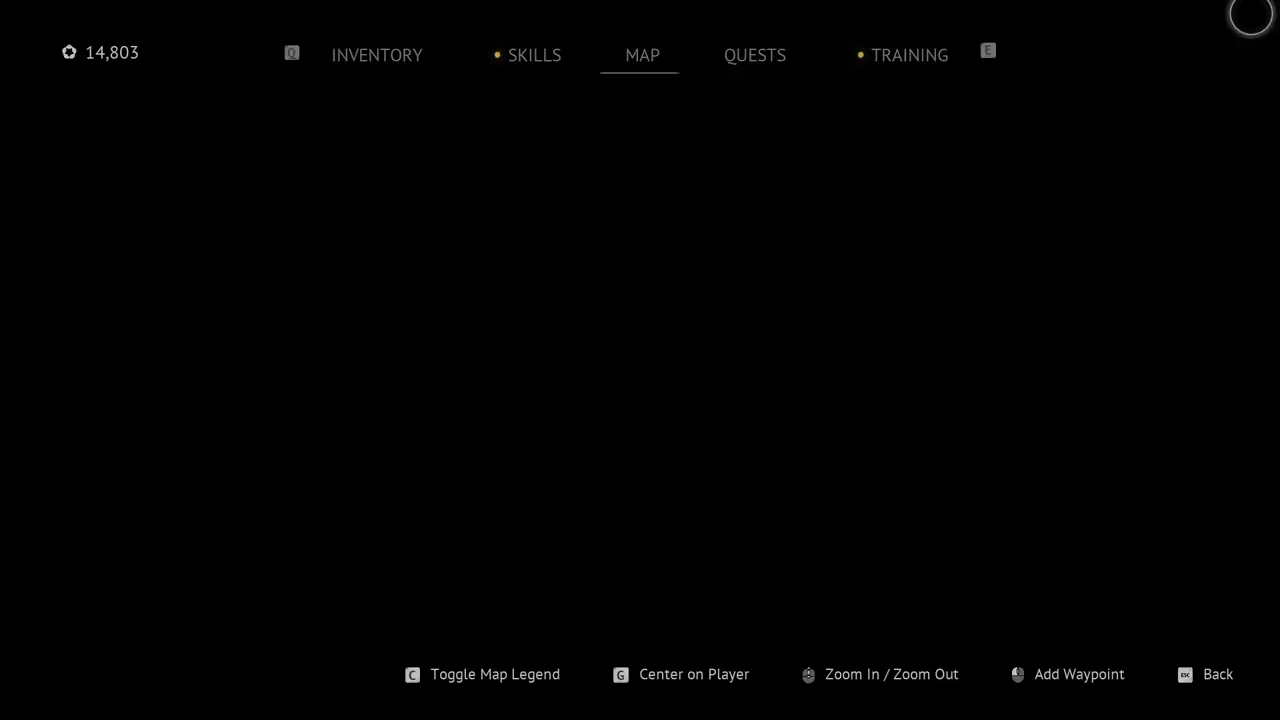 14,803
Q INVENTORY SKILLS MAP QUESTS TRAINING E
C Toggle Map Legend G Center on Player Zoom In / Zoom Out Add Waypoint ESC Back